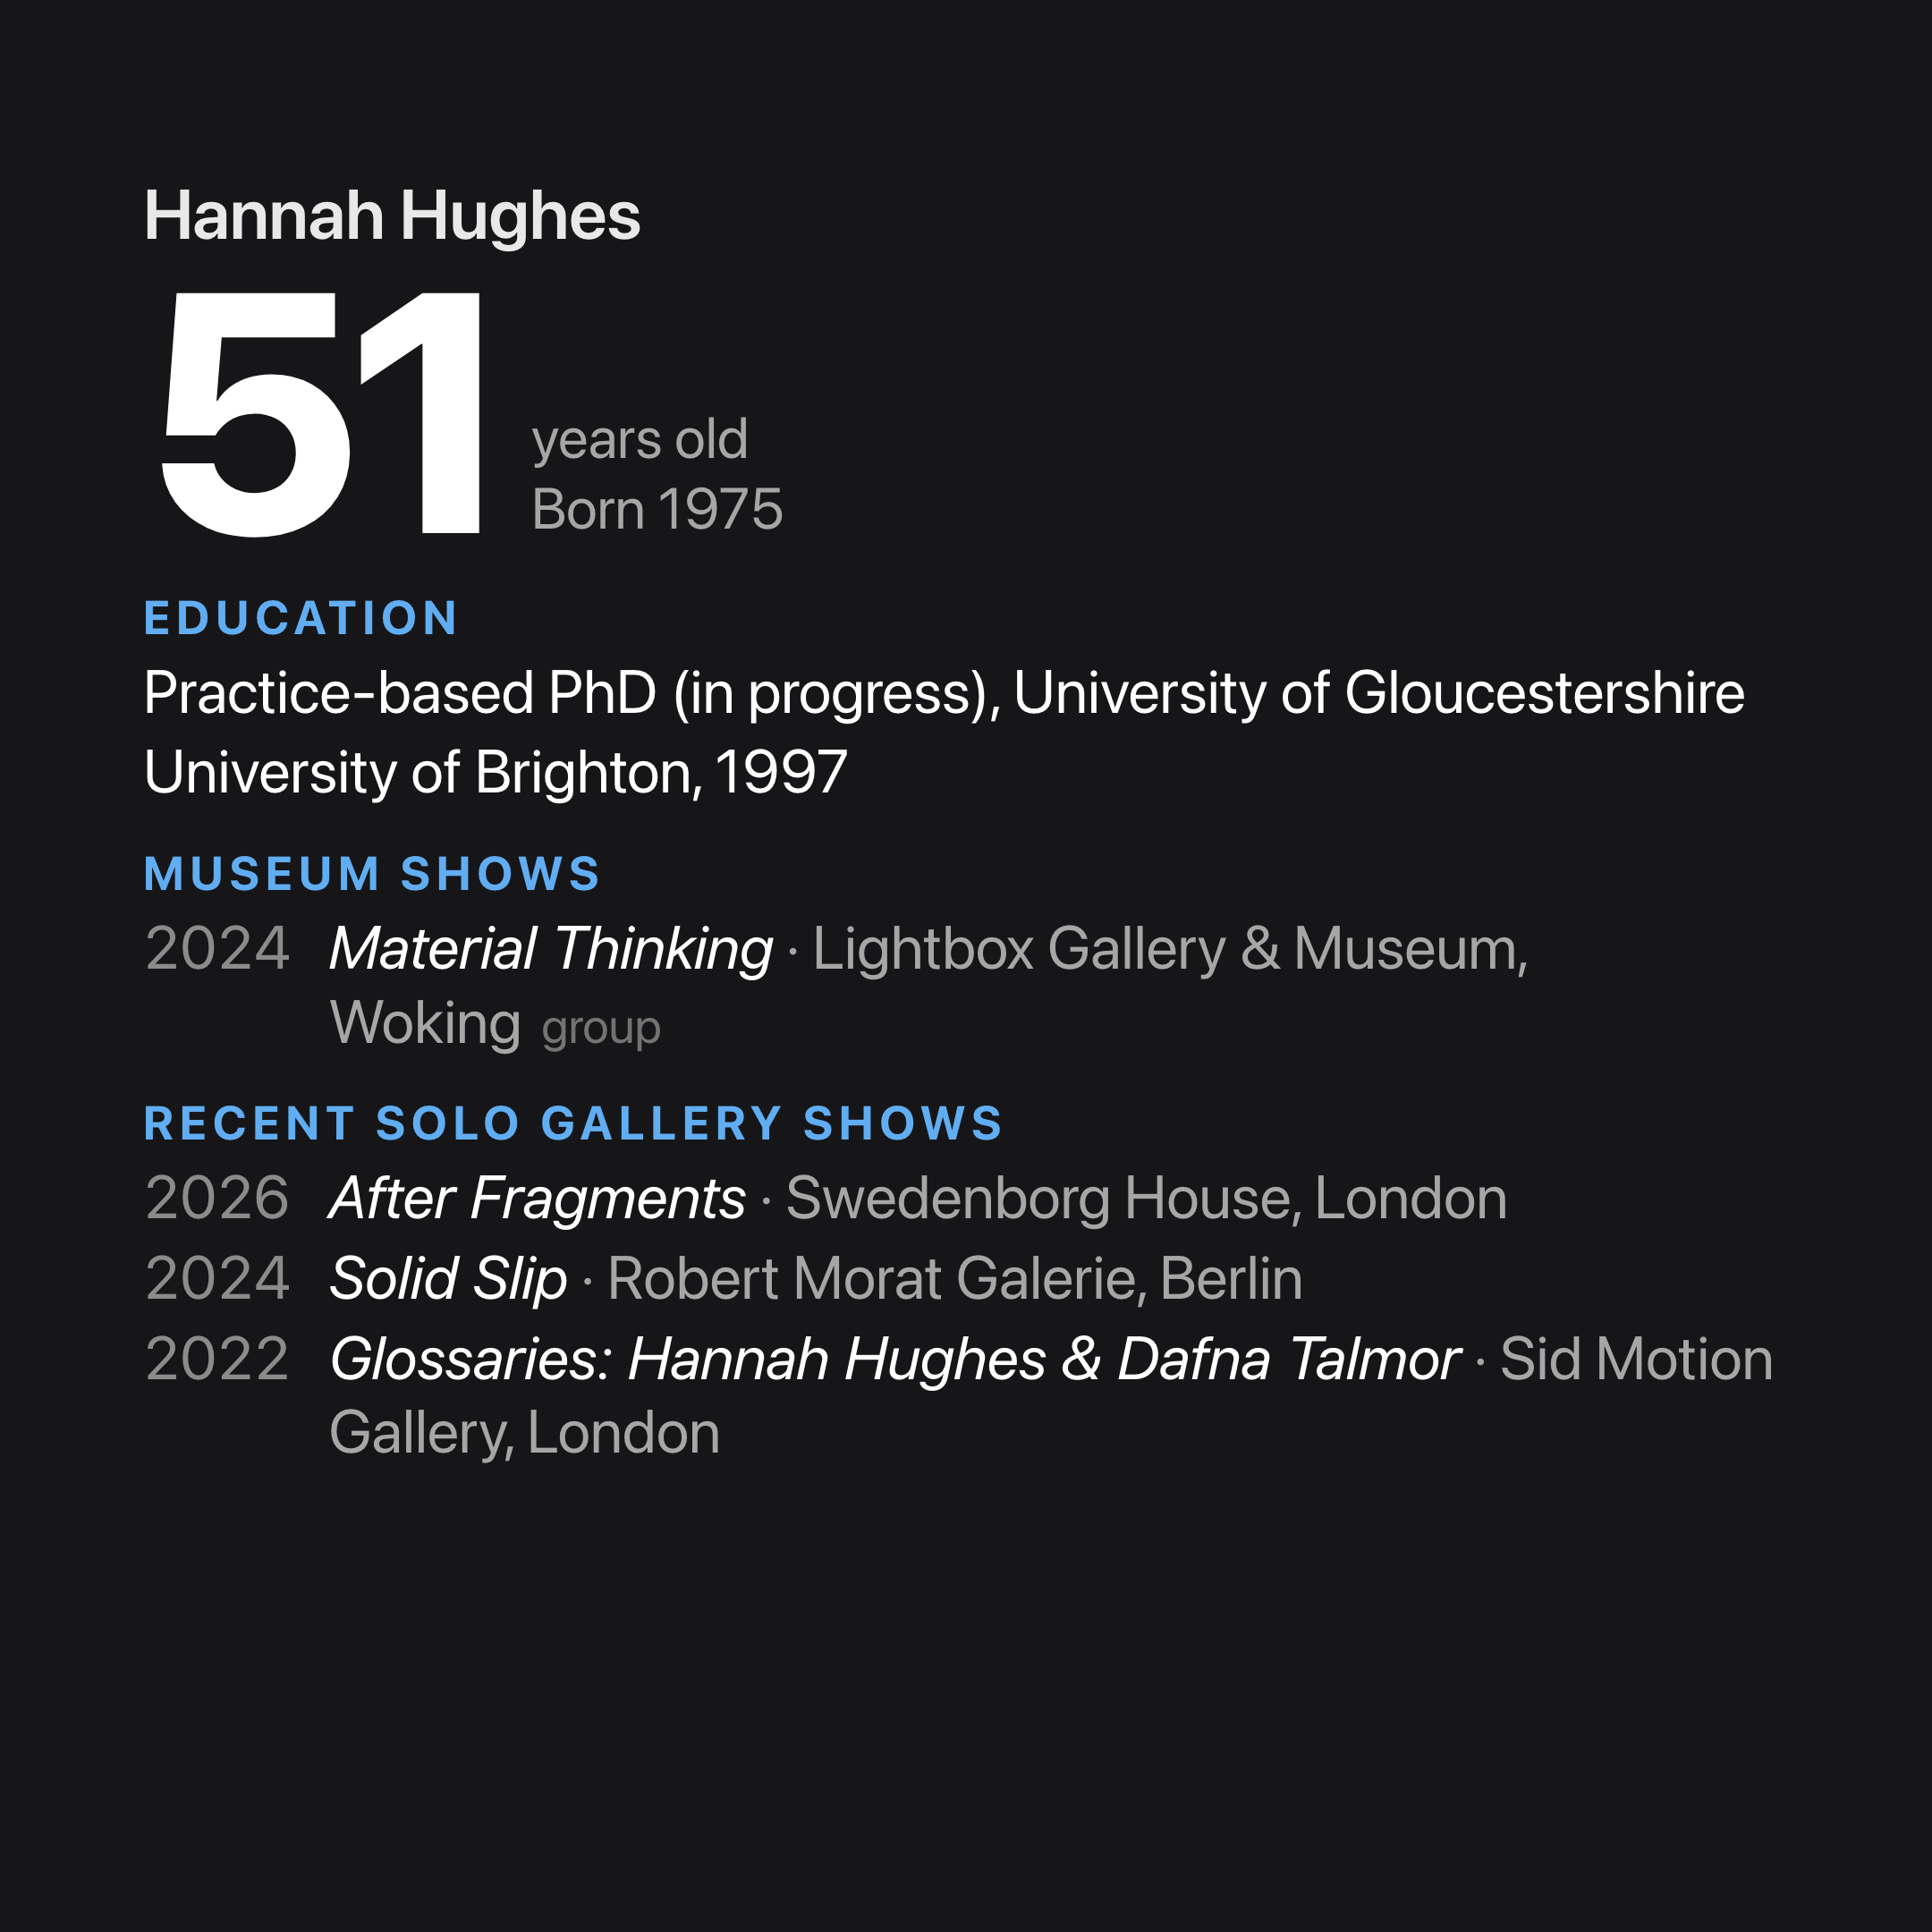 Hannah Hughes
51
years old
Born 1975
EDUCATION
Practice-based PhD (in progress), University of Gloucestershire
University of Brighton, 1997
MUSEUM SHOWS
2024 Material Thinking · Lightbox Gallery & Museum,
Woking group
RECENT SOLO GALLERY SHOWS
2026 After Fragments · Swedenborg House, London
2024 Solid Slip · Robert Morat Galerie, Berlin
2022 Glossaries: Hannah Hughes & Dafna Talmor · Sid Motion
Gallery, London